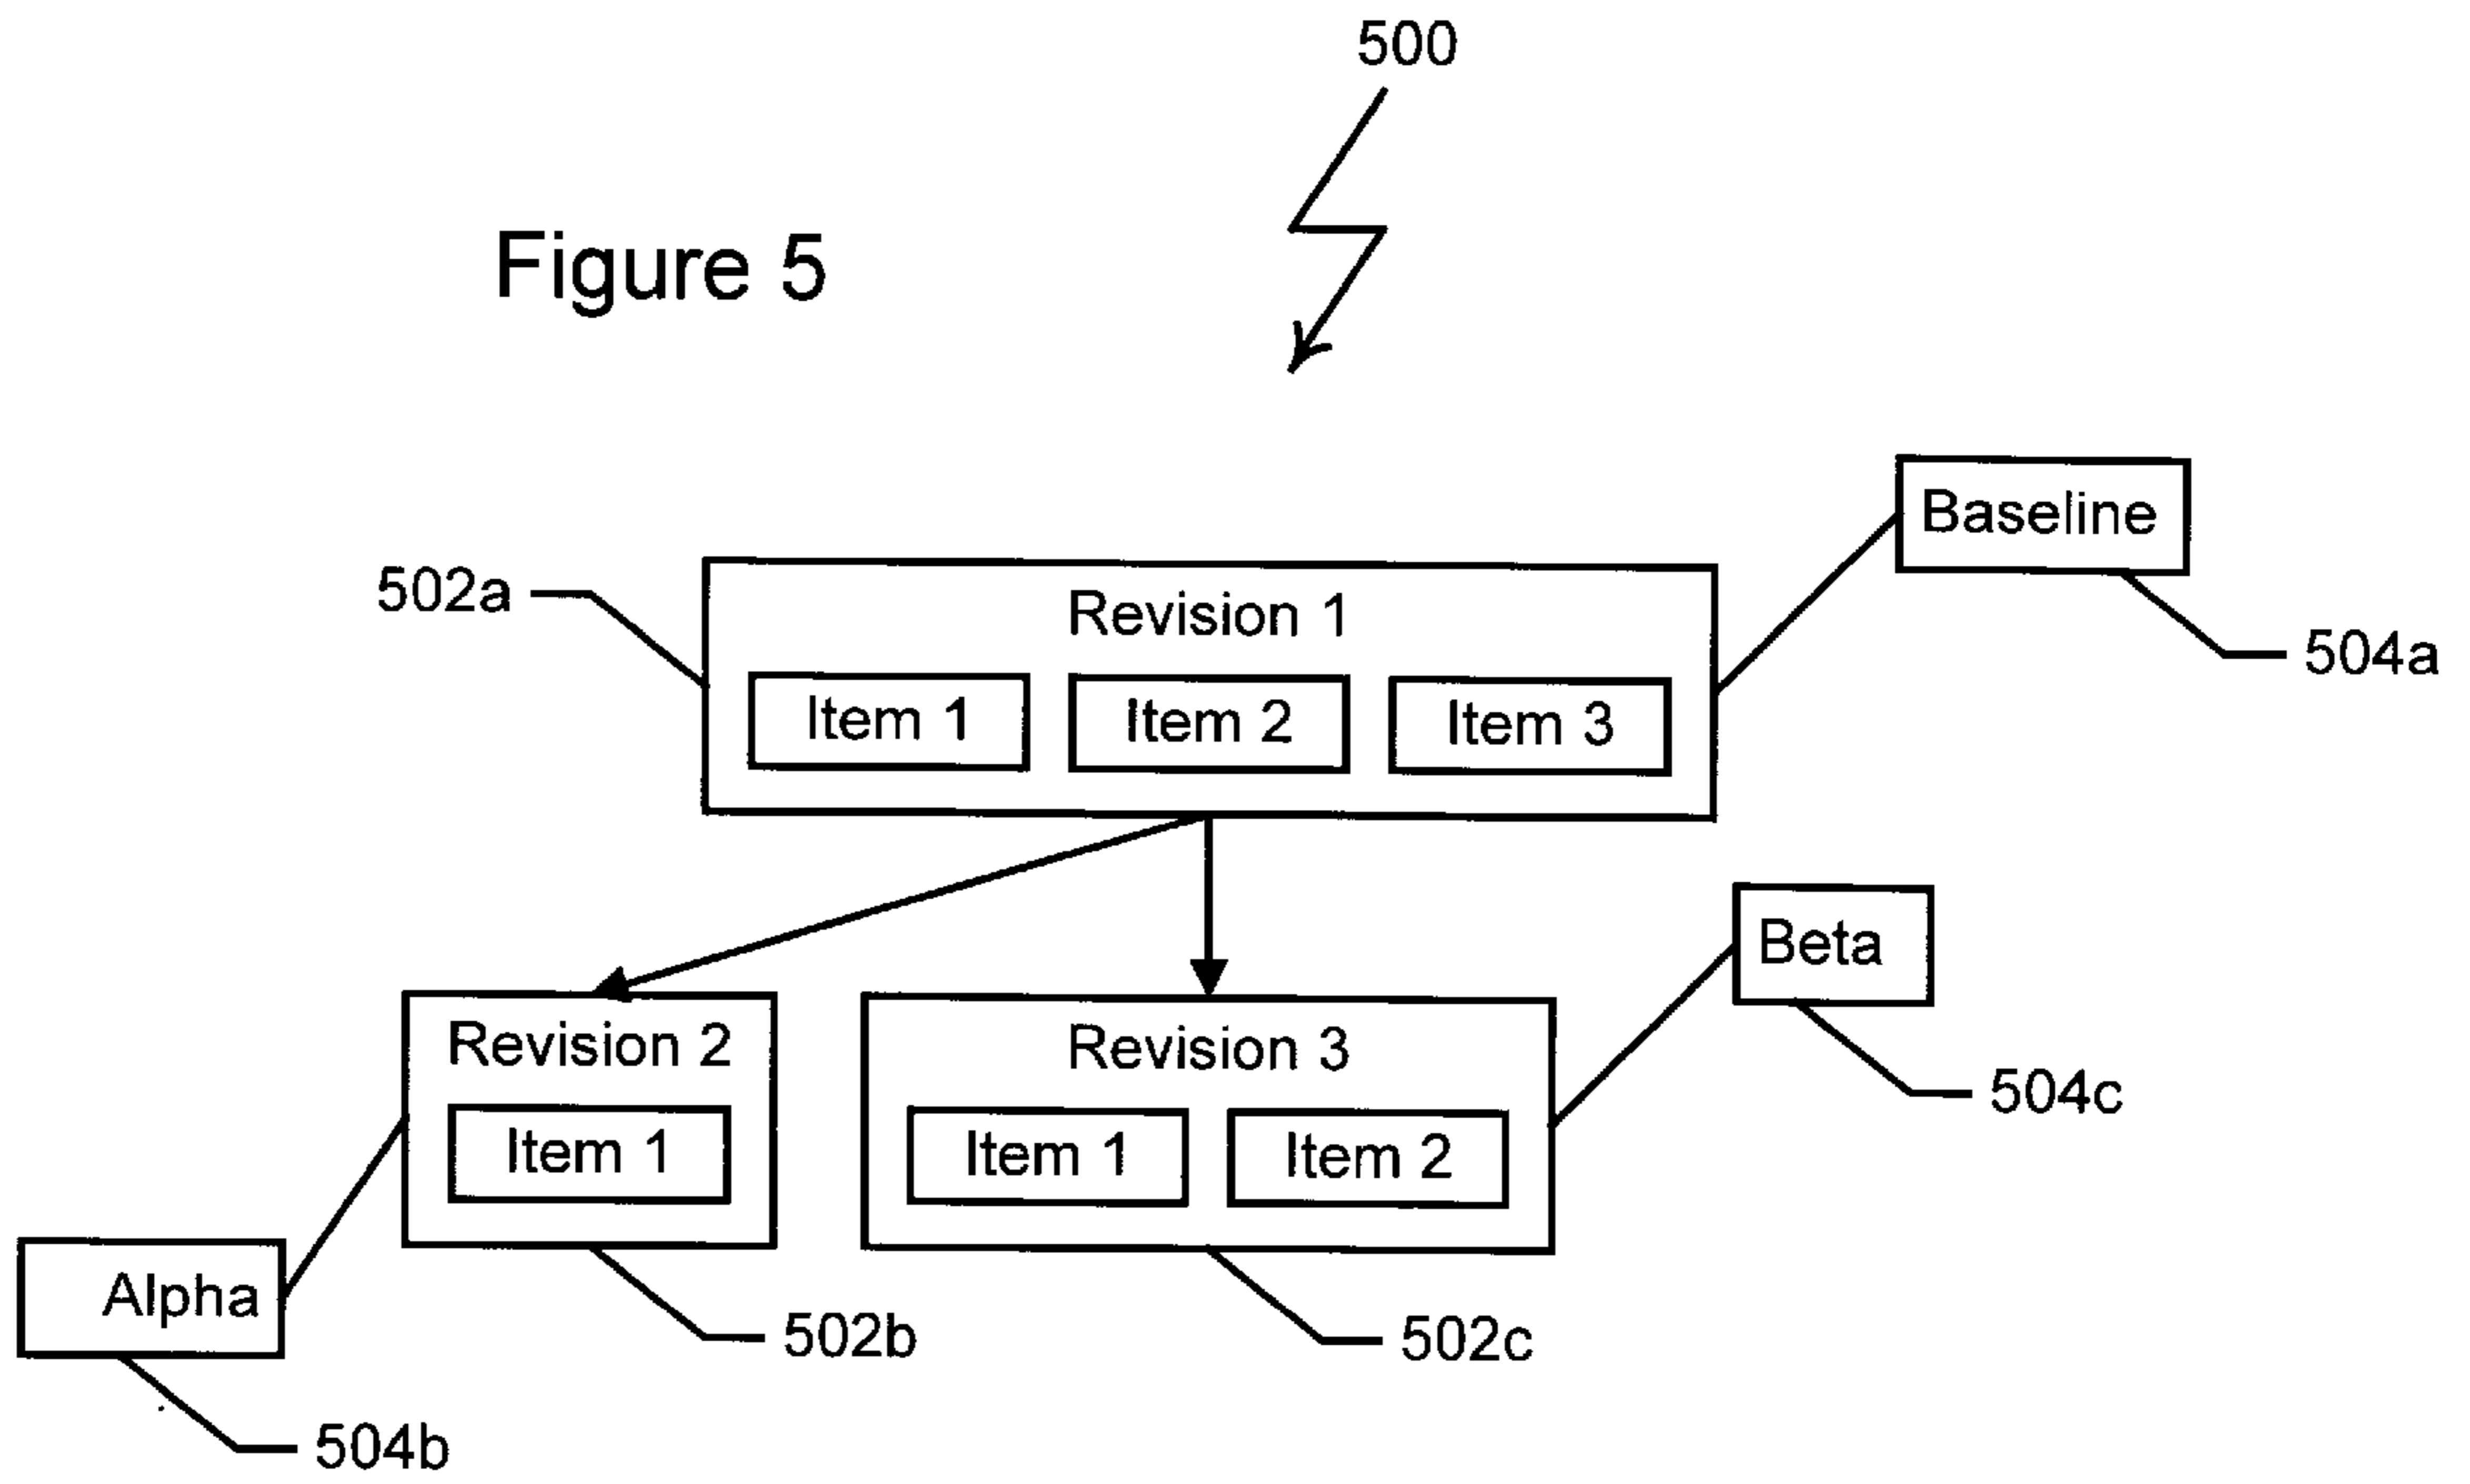 500
Figure 5
Baseline
502a
Revision 1
504a
Item 1
Item 2
Item 3
Beta
Revision 2
Revision 3
504c
Item 1
Item 1
Item 2
Alpha
502b
502c
504b